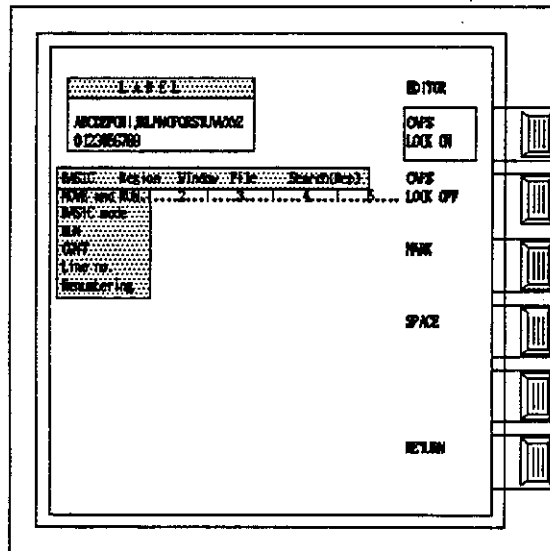 LABEL
0123456789
BASIC Region Window File Search(Rep)
MOVE and RUN ....2....|....3....|....4....|....5....
BASIC mode
RUN
CONT
Line no.
Renumbering
EDITOR
CAPS
LOCK ON
CAPS
LOCK OFF
MARK
SPACE
RETURN